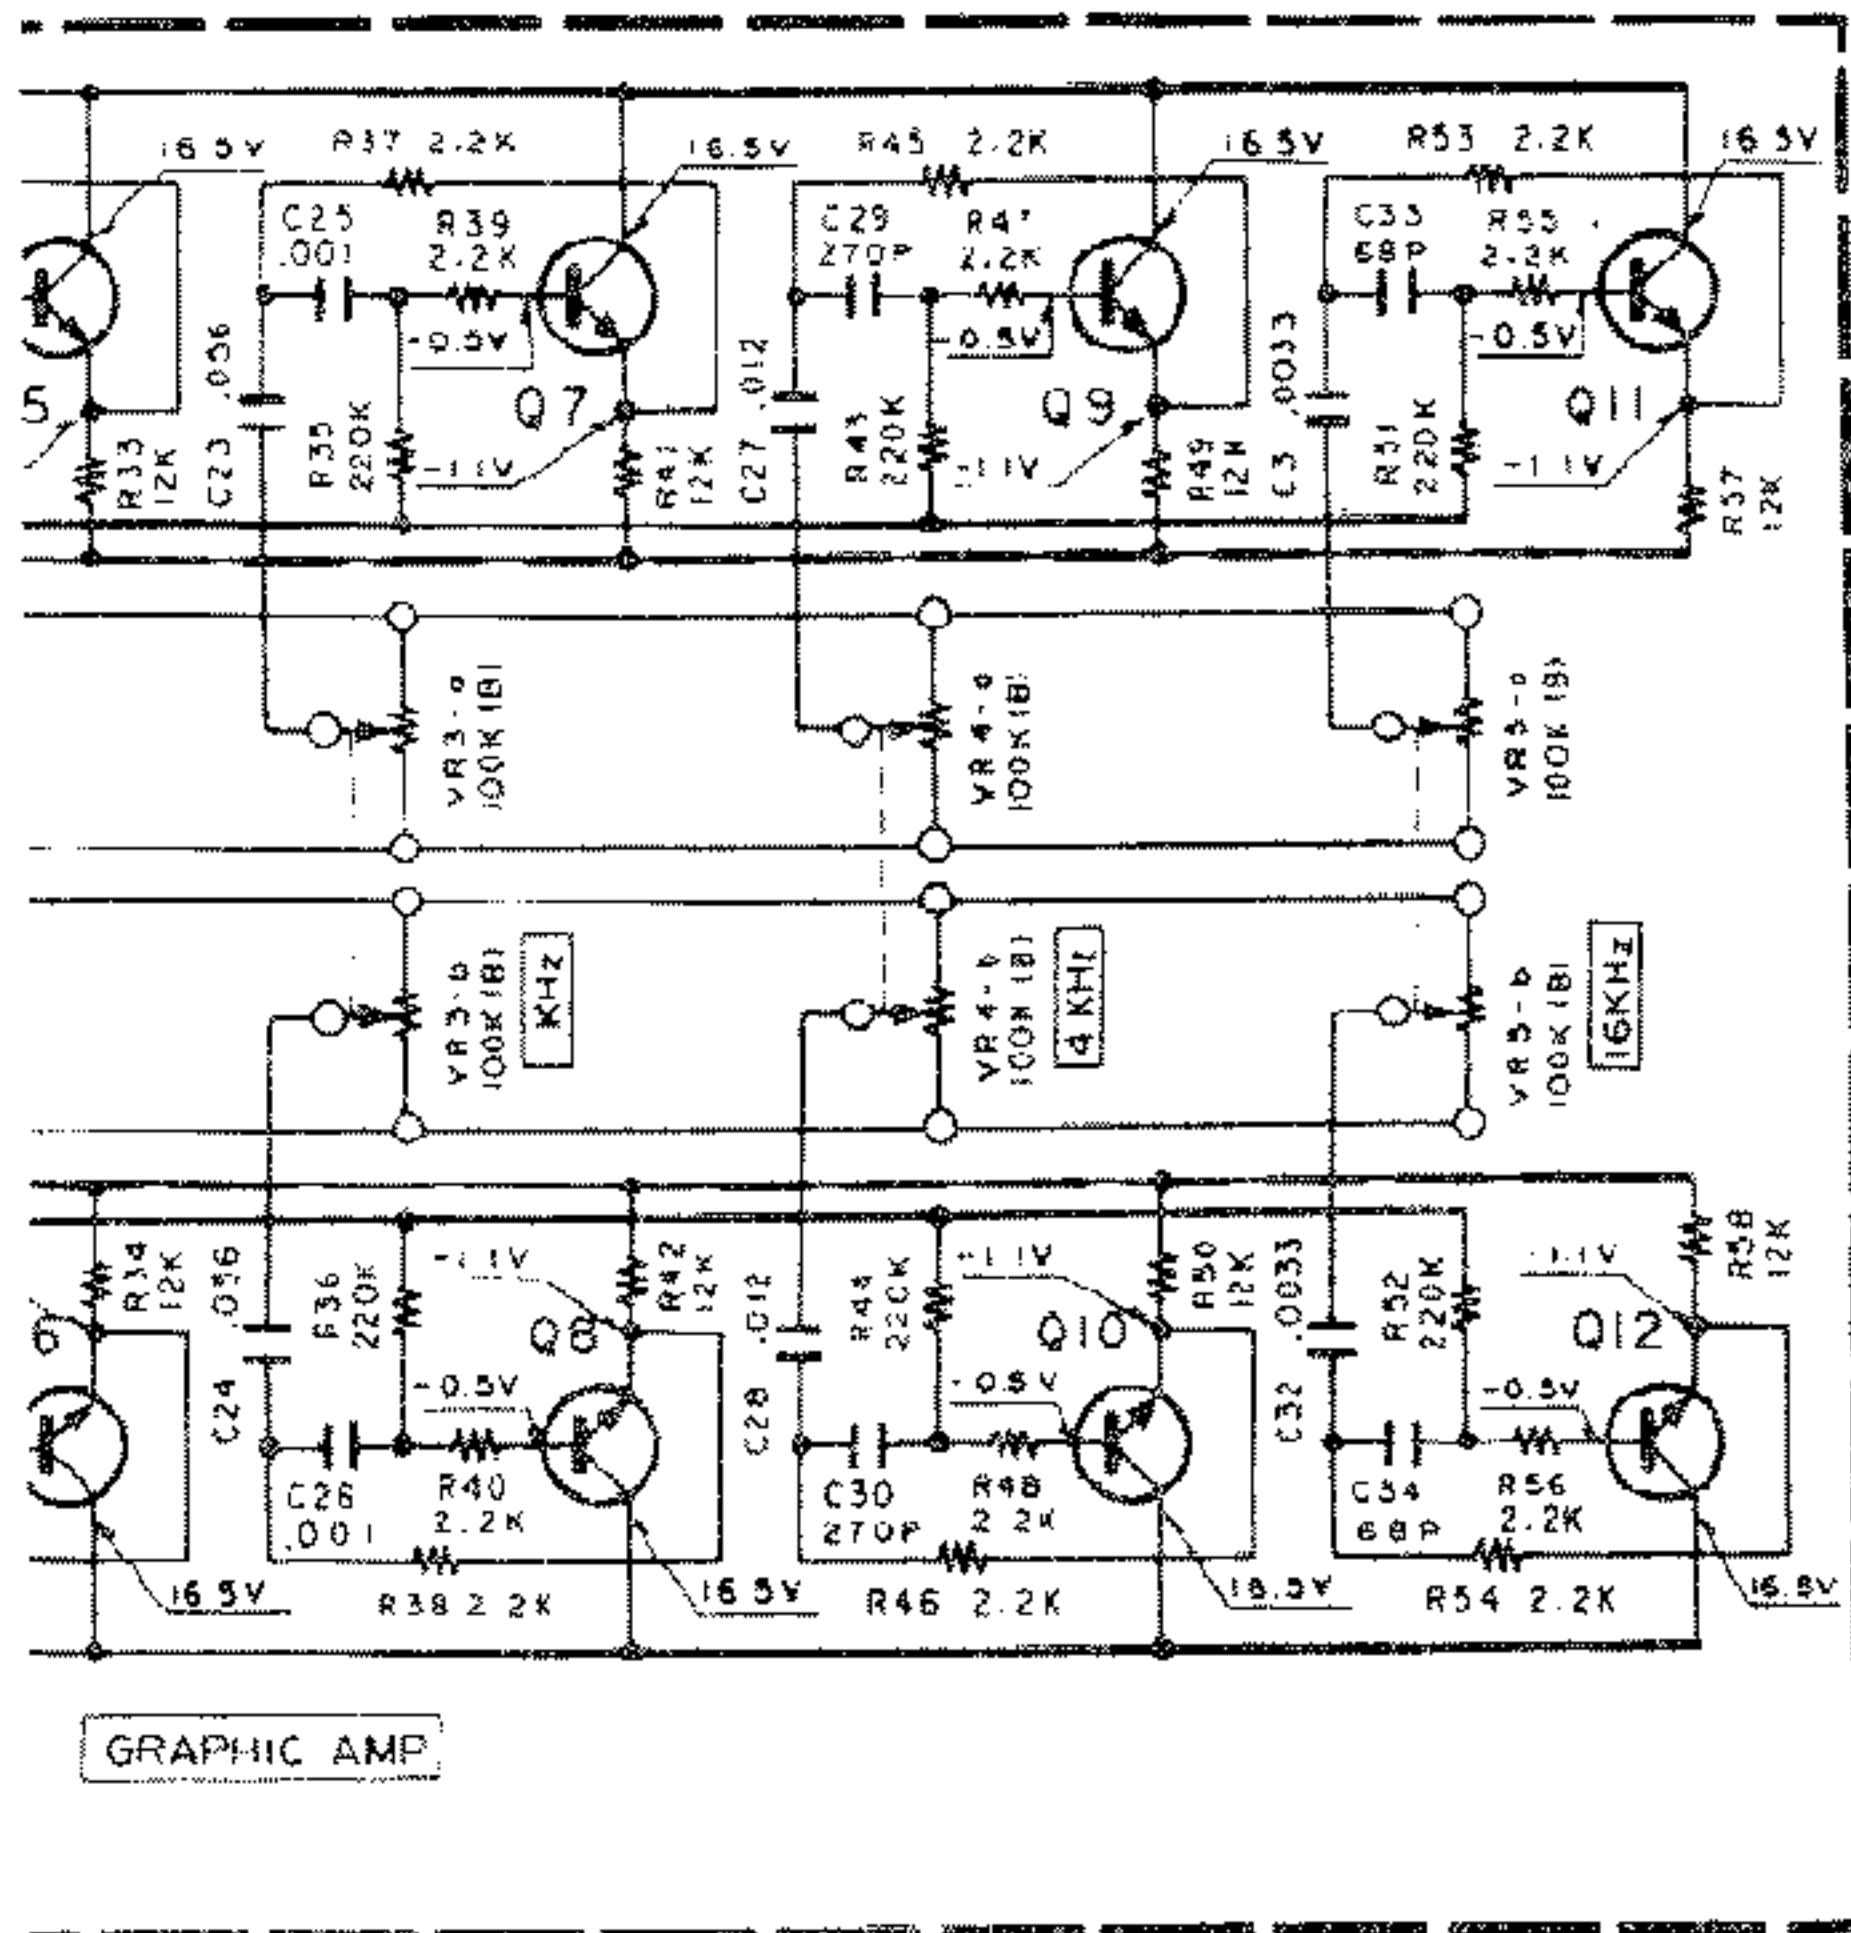 16.5V
R37 2.2K
16.5V
R45 2.2K
16.5V
R53 2.2K
16.5V
C25
.001
R39
2.2K
C29
270P
R47
2.2K
C33
68P
R55
2.2K
-0.5V
-0.5V
-0.5V
5
Q7
Q9
Q11
.056
C23
.012
C27
.0033
R33
12K
R35
220K
-1.1V
R41
12K
R43
220K
-1.1V
R49
12K
C3
R51
220K
-1.1V
R57
12K
VR3-a
100K(B)
VR4-a
100K(B)
VR5-a
100K(B)
VR3-b
100K(B)
KHz
VR4-b
100K(B)
4KHz
VR5-b
100K(B)
16KHz
R34
12K
.056
C24
R36
220K
-1.1V
R42
12K
.012
C28
R44
220K
-1.1V
R50
12K
.0033
C32
R52
220K
-1.1V
R58
12K
6
Q8
Q10
Q12
-0.5V
-0.5V
-0.5V
C26
.001
R40
2.2K
C30
270P
R48
2.2K
C34
68P
R56
2.2K
16.5V
R38 2.2K
16.5V
R46 2.2K
16.5V
R54 2.2K
16.5V
GRAPHIC AMP